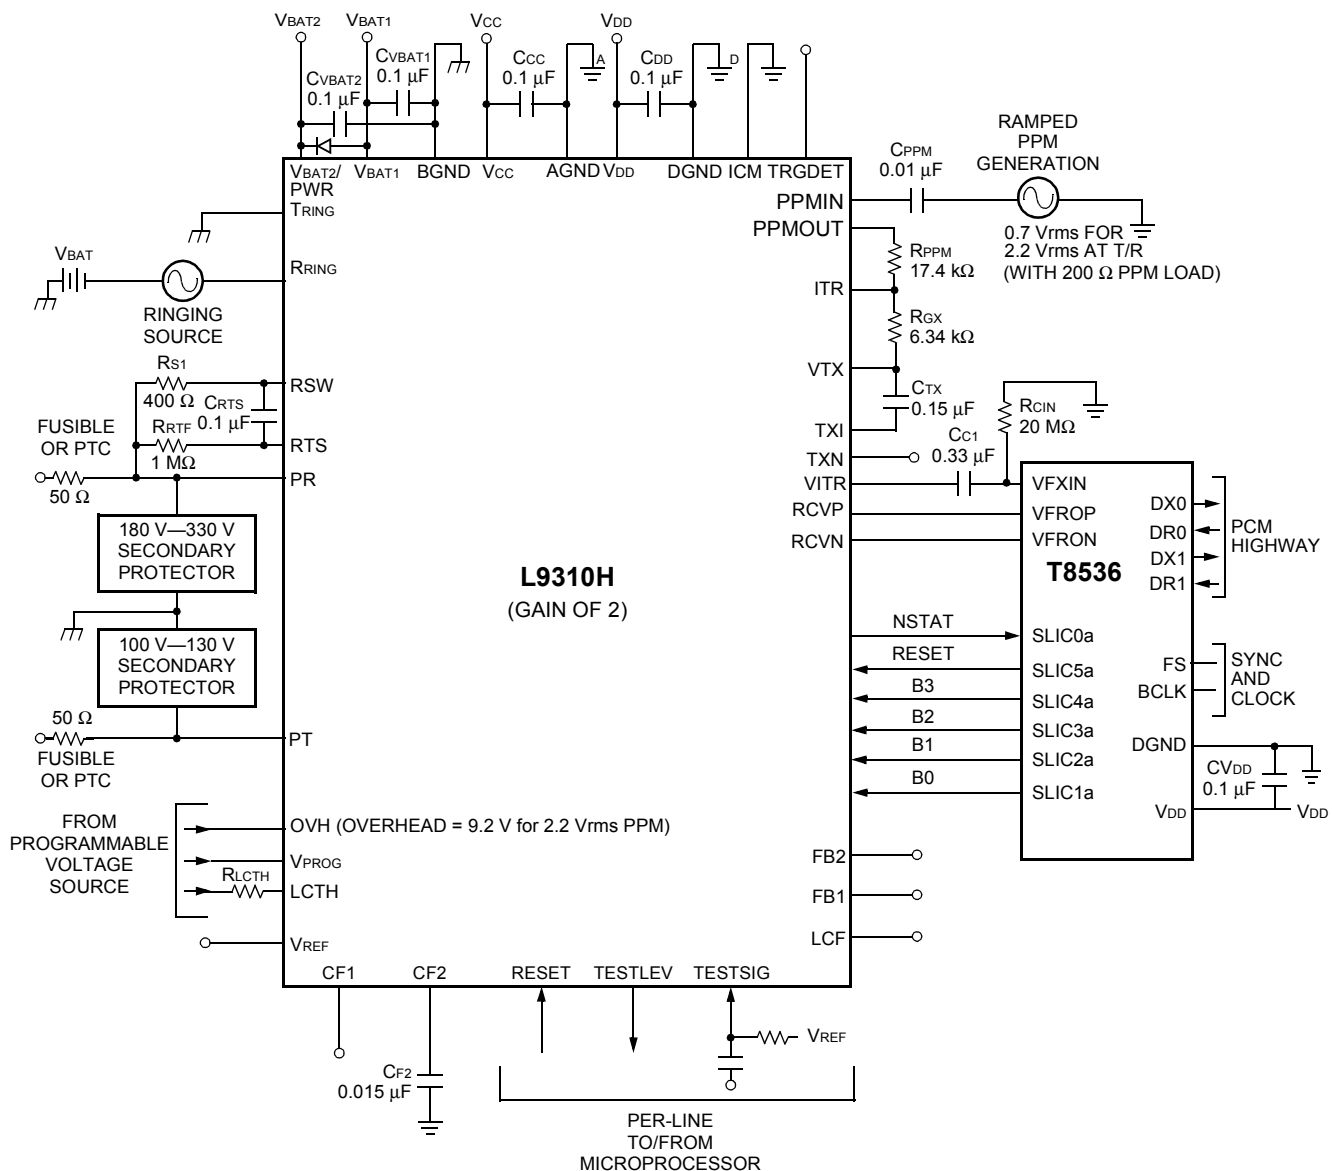 VBAT2
VBAT1
VCC
VDD
CVBAT2
0.1 µF
CVBAT1
0.1 µF
CCC
0.1 µF
A
CDD
0.1 µF
D
VBAT2/
PWR
VBAT1
BGND
VCC
AGND
VDD
DGND
ICM
TRGDET
CPPM
0.01 µF
RAMPED
PPM
GENERATION
0.7 Vrms FOR
2.2 Vrms AT T/R
(WITH 200 Ω PPM LOAD)
TRING
VBAT
RRING
RINGING
SOURCE
RS1
400 Ω
CRTS
0.1 µF
RRTF
1 MΩ
RSW
RTS
FUSIBLE
OR PTC
50 Ω
PR
180 V—330 V
SECONDARY
PROTECTOR
100 V—130 V
SECONDARY
PROTECTOR
50 Ω
FUSIBLE
OR PTC
PT
FROM
PROGRAMMABLE
VOLTAGE
SOURCE
OVH (OVERHEAD = 9.2 V for 2.2 Vrms PPM)
VPROG
RLCTH
LCTH
VREF
L9310H
(GAIN OF 2)
PPMIN
PPMOUT
RPPM
17.4 kΩ
ITR
RGX
6.34 kΩ
VTX
CTX
0.15 µF
TXI
TXN
VITR
RCVP
RCVN
CC1
0.33 µF
RCIN
20 MΩ
VFXIN
VFROP
VFRON
T8536
DX0
DR0
DX1
DR1
PCM
HIGHWAY
NSTAT
RESET
B3
B2
B1
B0
SLIC0a
SLIC5a
SLIC4a
SLIC3a
SLIC2a
SLIC1a
FS
BCLK
SYNC
AND
CLOCK
DGND
CVDD
0.1 µF
VDD
VDD
FB2
FB1
LCF
CF1
CF2
RESET
TESTLEV
TESTSIG
VREF
CF2
0.015 µF
PER-LINE
TO/FROM
MICROPROCESSOR